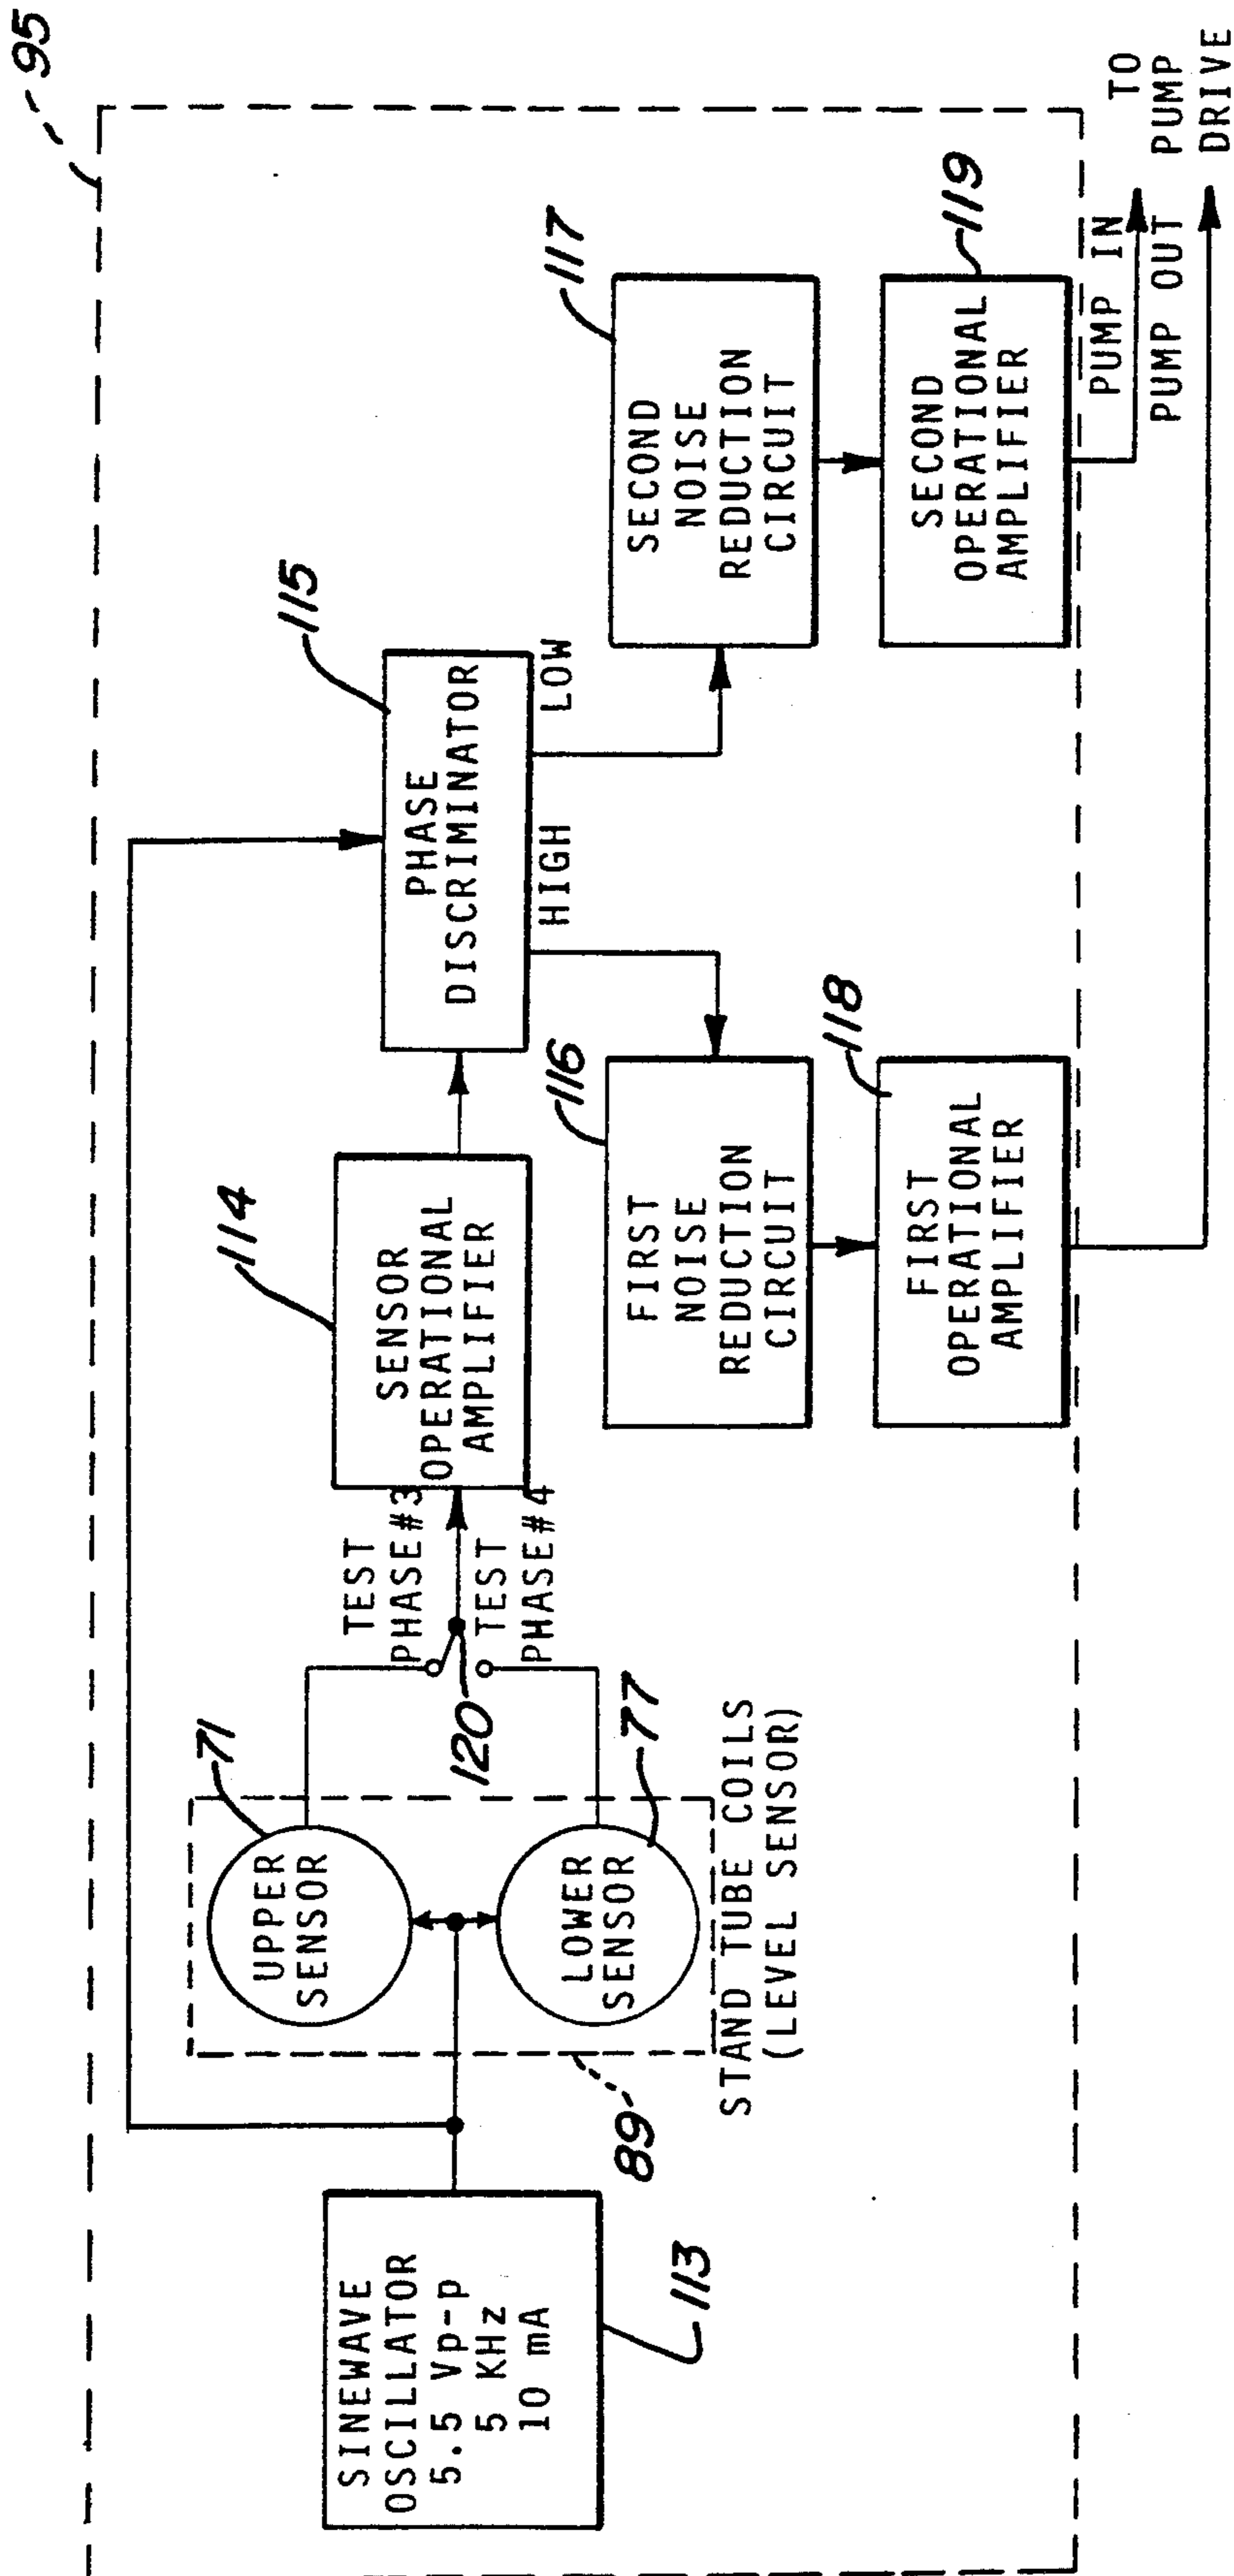 95
SINEWAVE
OSCILLATOR
5.5 Vp-p
5 KHz
10 mA
113
UPPER
SENSOR
71
LOWER
SENSOR
77
89
STAND TUBE COILS
(LEVEL SENSOR)
TEST
PHASE#3
120
TEST
PHASE#4
SENSOR
OPERATIONAL
AMPLIFIER
114
PHASE
DISCRIMINATOR
115
HIGH
LOW
FIRST
NOISE
REDUCTION
CIRCUIT
116
FIRST
OPERATIONAL
AMPLIFIER
118
SECOND
NOISE
REDUCTION
CIRCUIT
117
SECOND
OPERATIONAL
AMPLIFIER
119
PUMP IN
PUMP OUT
TO
PUMP
DRIVE